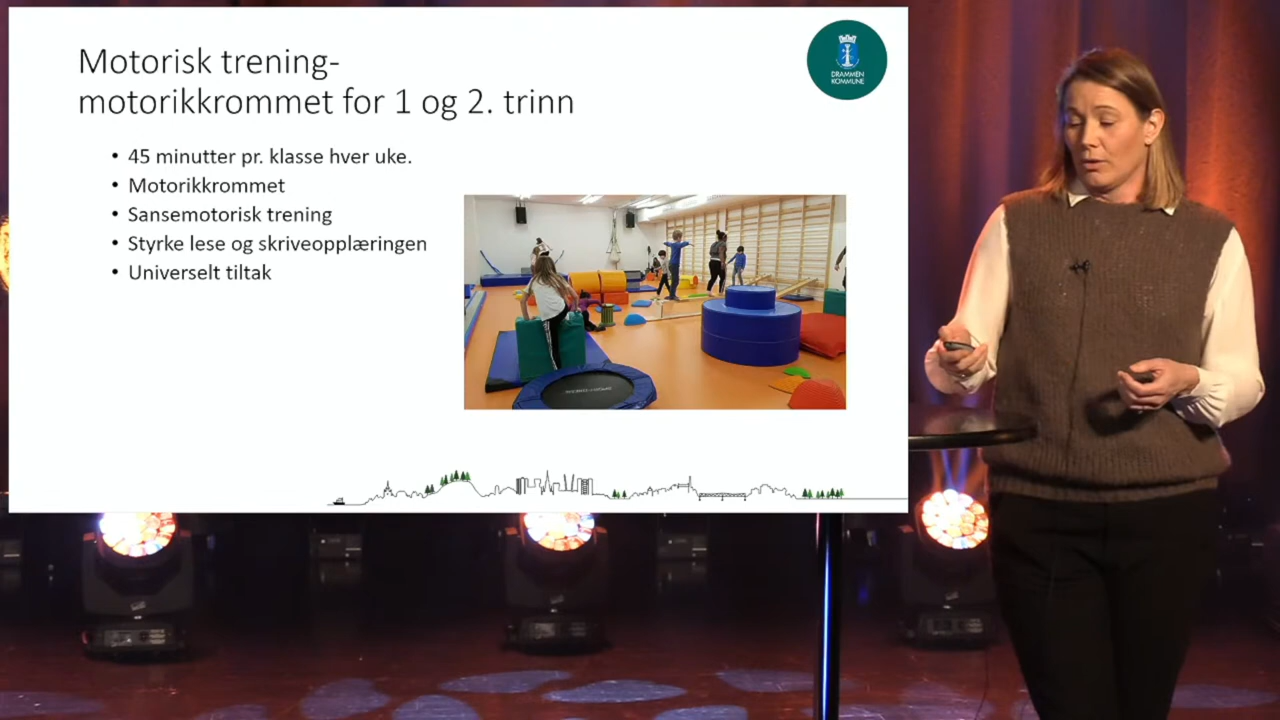 Motorisk trening-
motorikkrommet for 1 og 2. trinn
DRAMMEN
KOMMUNE
• 45 minutter pr. klasse hver uke.
• Motorikkrommet
• Sansemotorisk trening
• Styrke lese og skriveopplæringen
• Universelt tiltak